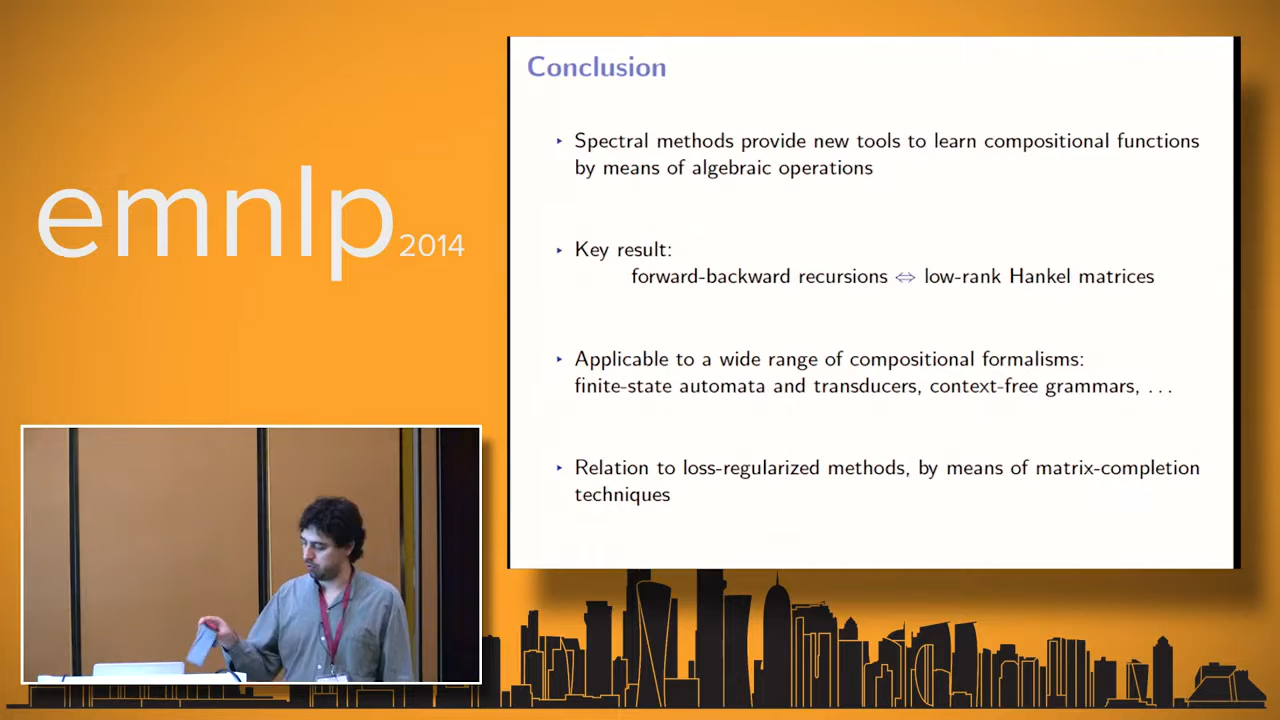 emnlp 2014
Conclusion
‣ Spectral methods provide new tools to learn compositional functions
by means of algebraic operations
‣ Key result:
forward-backward recursions ⇔ low-rank Hankel matrices
‣ Applicable to a wide range of compositional formalisms:
finite-state automata and transducers, context-free grammars, . . .
‣ Relation to loss-regularized methods, by means of matrix-completion
techniques